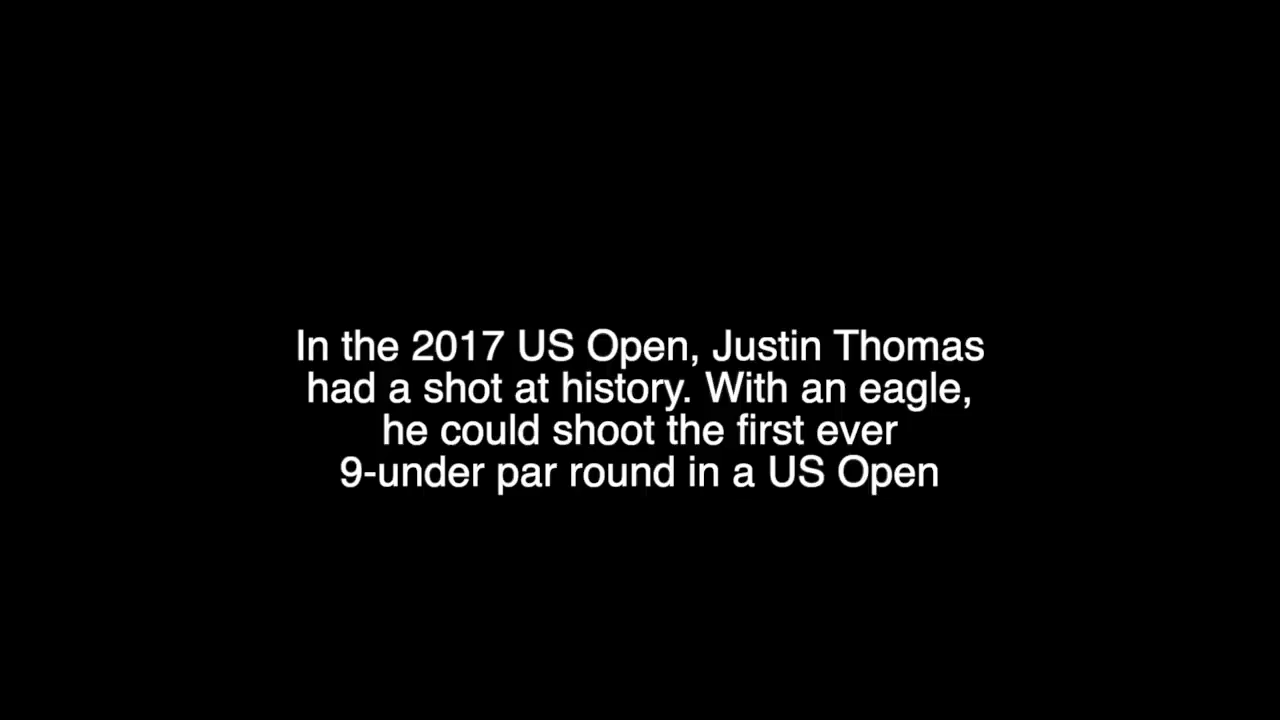 In the 2017 US Open, Justin Thomas
had a shot at history. With an eagle,
he could shoot the first ever
9-under par round in a US Open